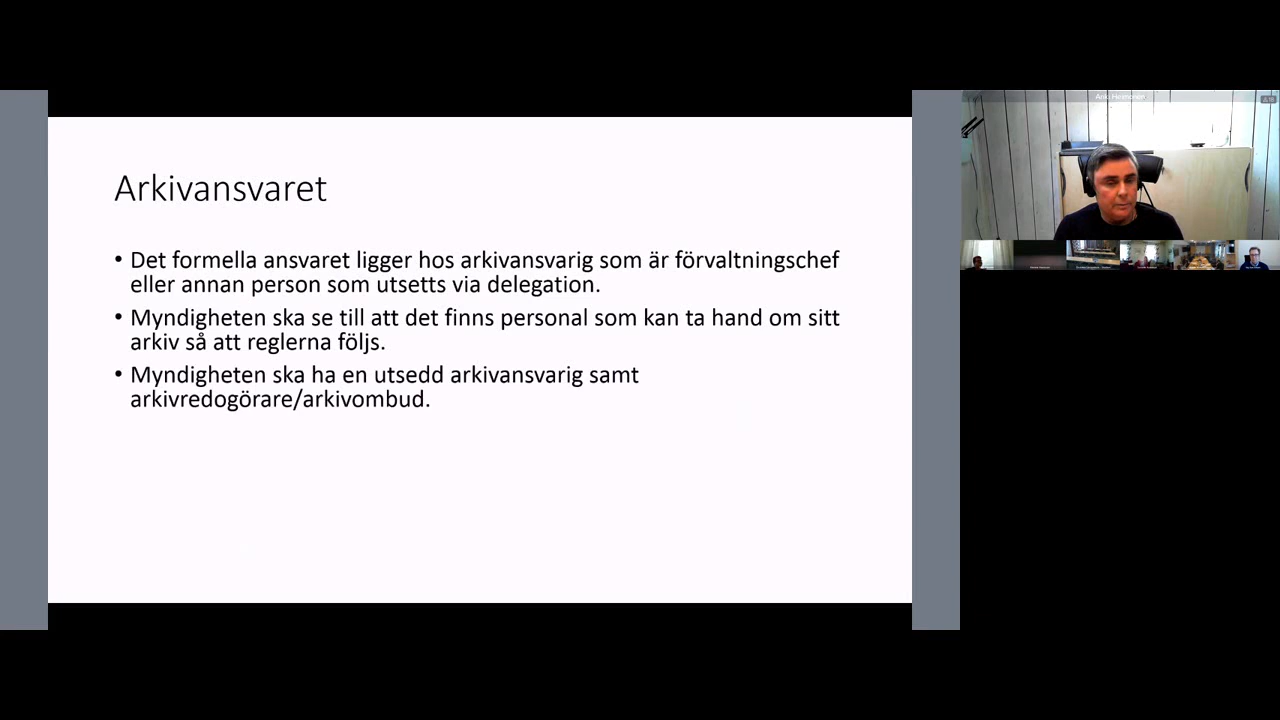 Arkivansvaret
• Det formella ansvaret ligger hos arkivansvarig som är förvaltningschef
eller annan person som utsetts via delegation.
• Myndigheten ska se till att det finns personal som kan ta hand om sitt
arkiv så att reglerna följs.
• Myndigheten ska ha en utsedd arkivansvarig samt
arkivredogörare/arkivombud.